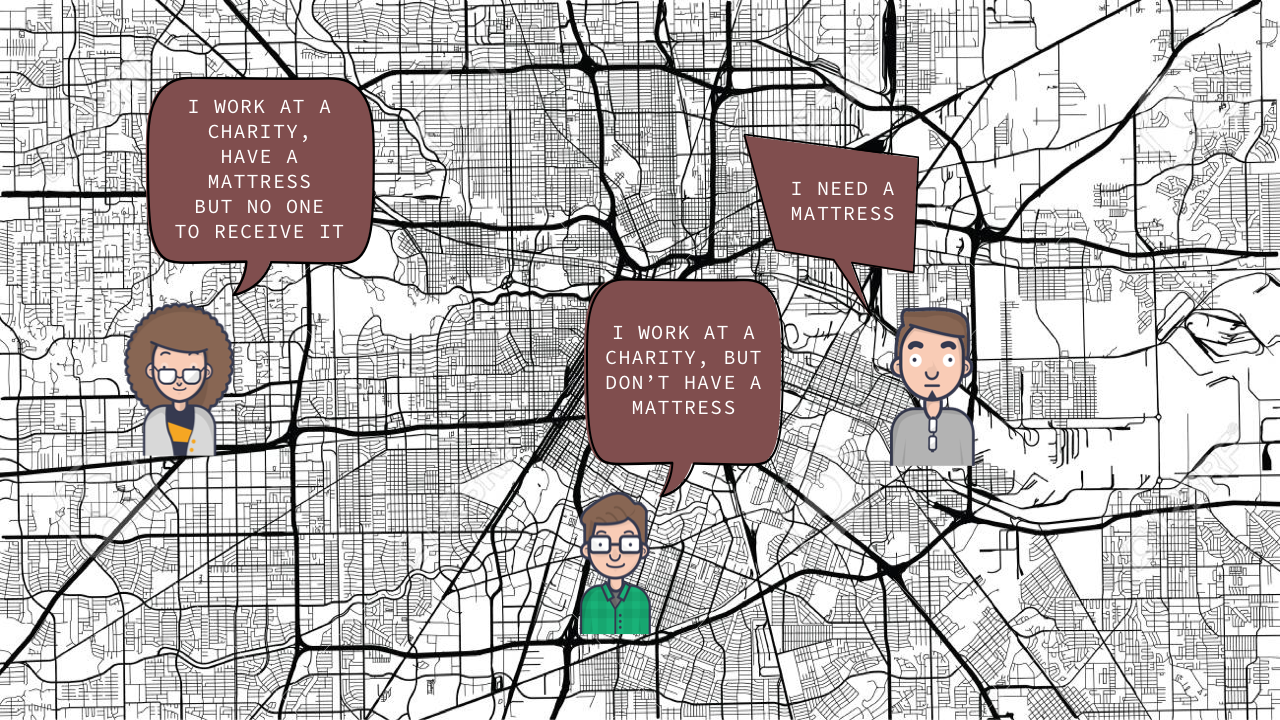 I WORK AT A
CHARITY,
HAVE A
MATTRESS
BUT NO ONE
TO RECEIVE IT
I NEED A
MATTRESS
I WORK AT A
CHARITY, BUT
DON’T HAVE A
MATTRESS